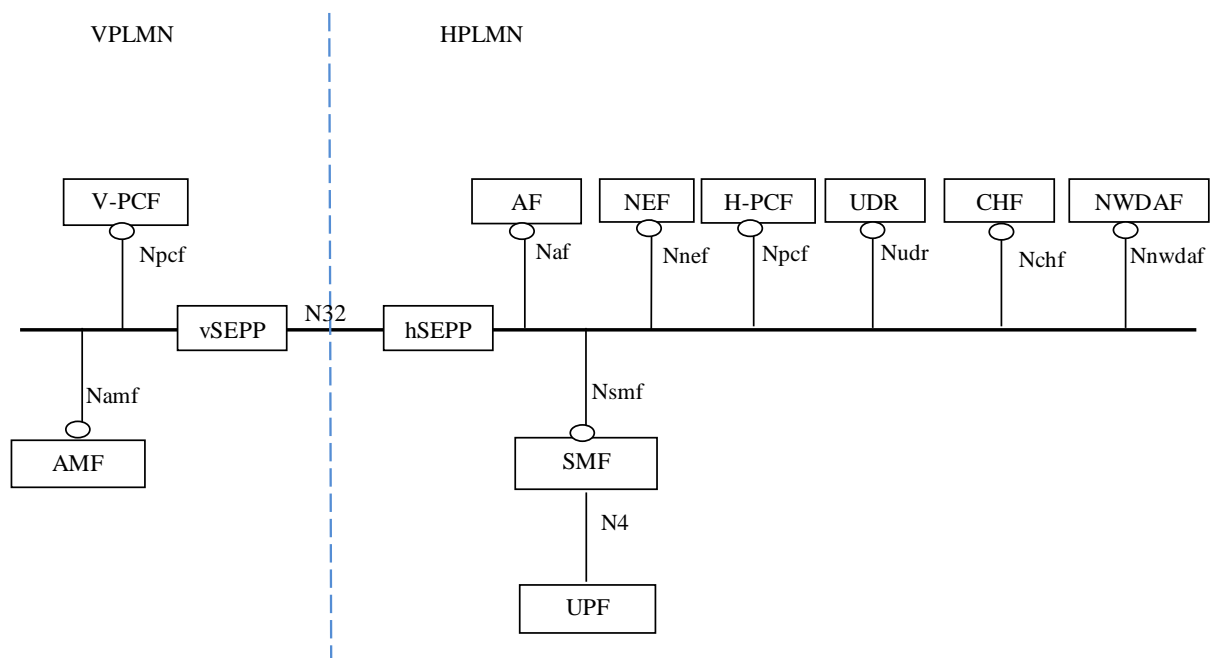 VPLMN
HPLMN
V-PCF
AF
NEF
H-PCF
UDR
CHF
NWDAF
Npcf
Naf
Nnef
Npcf
Nudr
Nchf
Nnwdaf
vSEPP
N32
hSEPP
Namf
Nsmf
AMF
SMF
N4
UPF